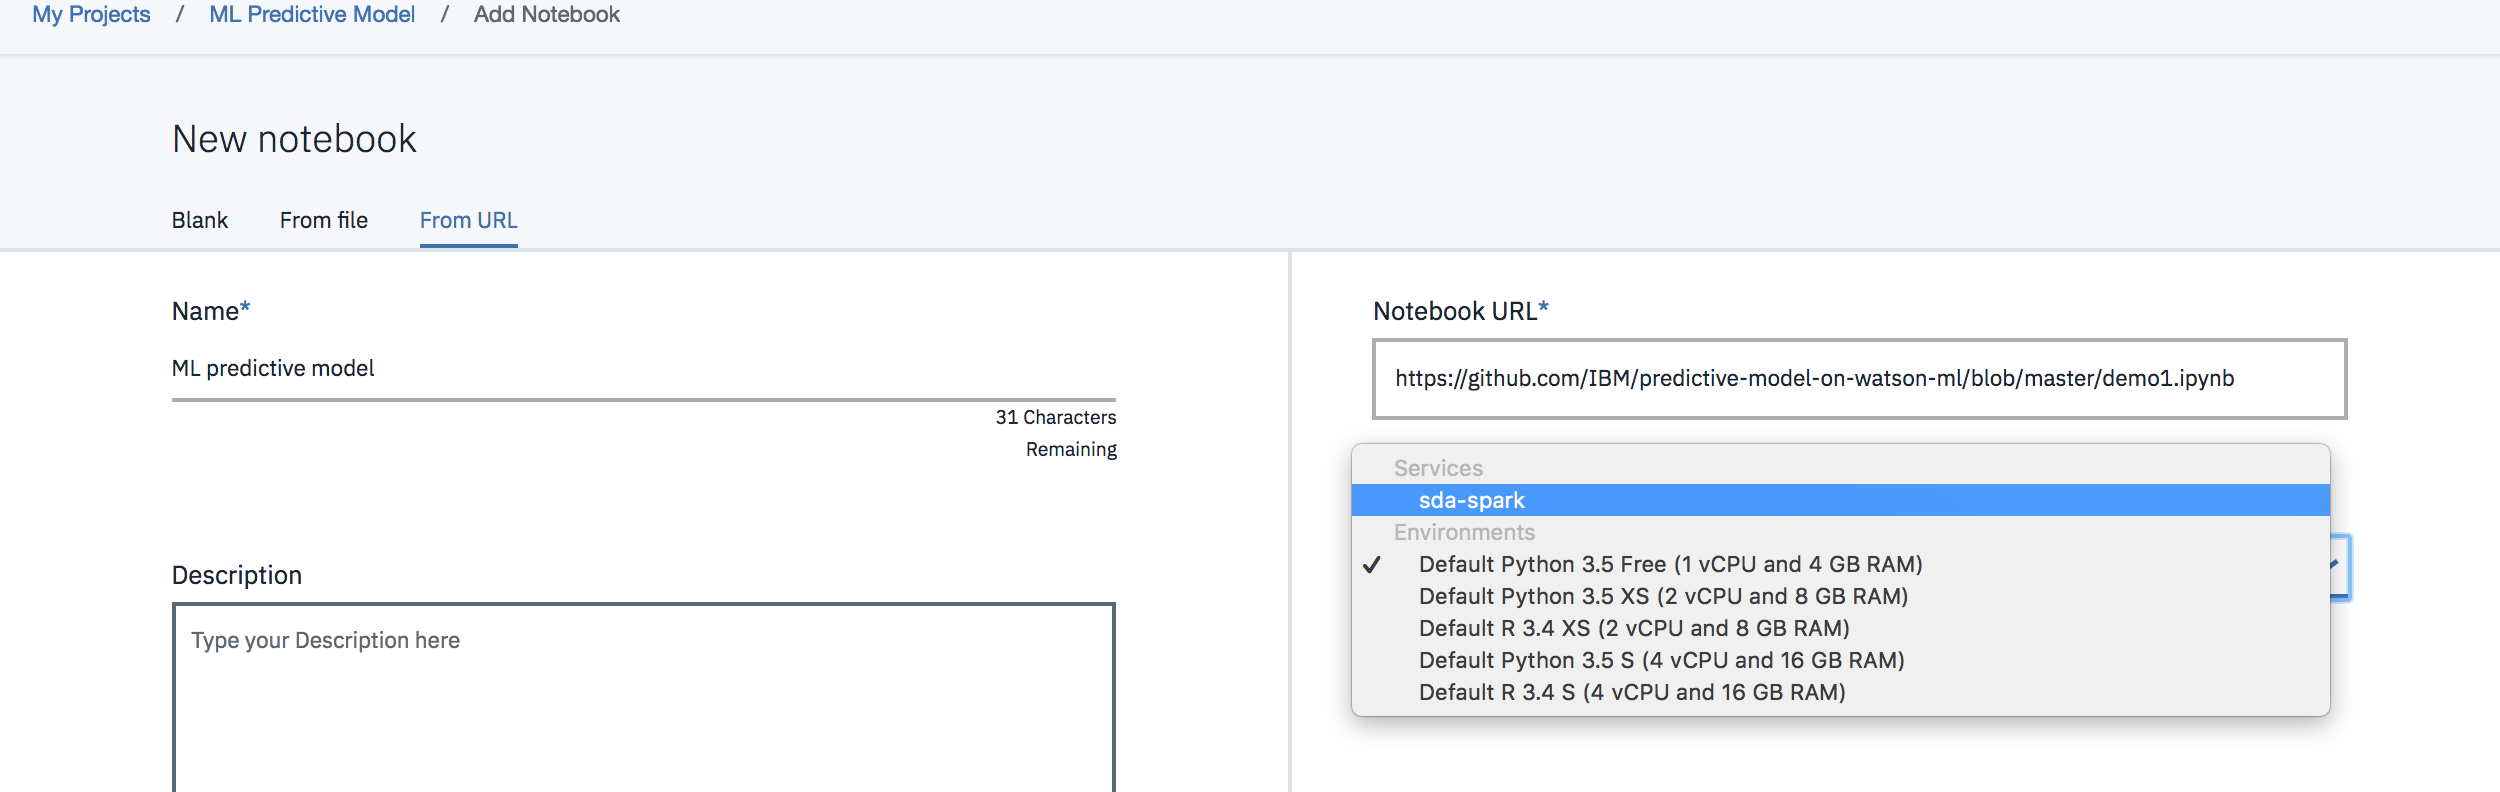 My Projects / ML Predictive Model / Add Notebook
New notebook
Blank From file From URL
Name*
ML predictive model
31 Characters
Remaining
Description
Type your Description here
Notebook URL*
https://github.com/IBM/predictive-model-on-watson-ml/blob/master/demo1.ipynb
Services
sda-spark
Environments
✓ Default Python 3.5 Free (1 vCPU and 4 GB RAM)
Default Python 3.5 XS (2 vCPU and 8 GB RAM)
Default R 3.4 XS (2 vCPU and 8 GB RAM)
Default Python 3.5 S (4 vCPU and 16 GB RAM)
Default R 3.4 S (4 vCPU and 16 GB RAM)